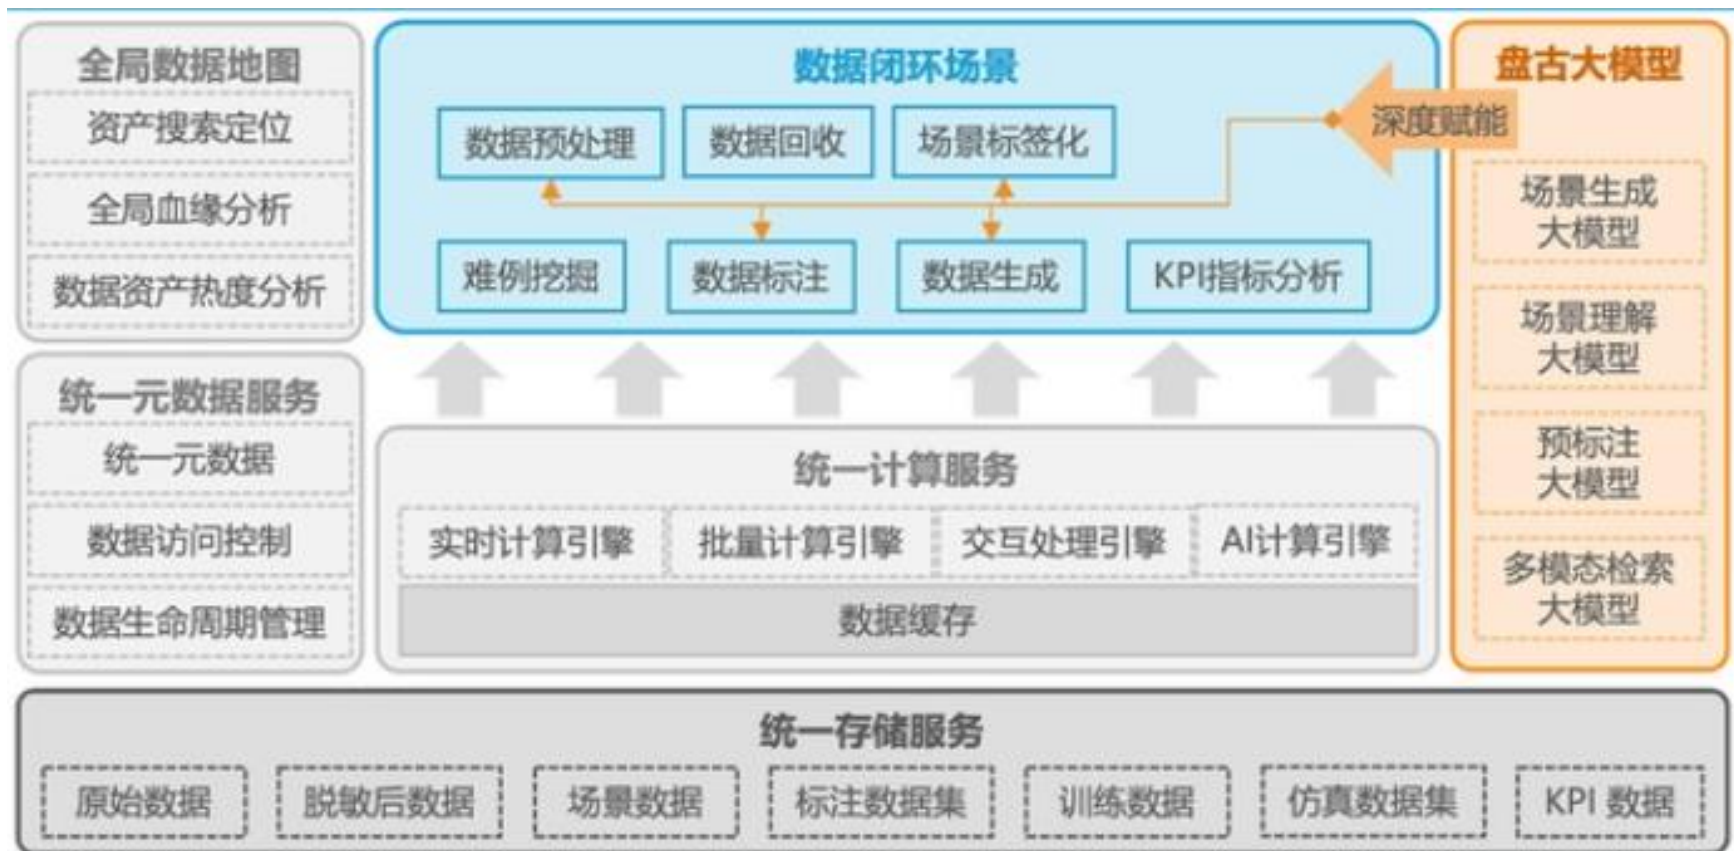 全局数据地图
资产搜索定位
全局血缘分析
数据资产热度分析
统一元数据服务
统一元数据
数据访问控制
数据生命周期管理
数据闭环场景
数据预处理
数据回收
场景标签化
难例挖掘
数据标注
数据生成
KPI指标分析
统一计算服务
实时计算引擎
批量计算引擎
交互处理引擎
AI计算引擎
数据缓存
盘古大模型
深度赋能
场景生成
大模型
场景理解
大模型
预标注
大模型
多模态检索
大模型
统一存储服务
原始数据
脱敏后数据
场景数据
标注数据集
训练数据
仿真数据集
KPI 数据